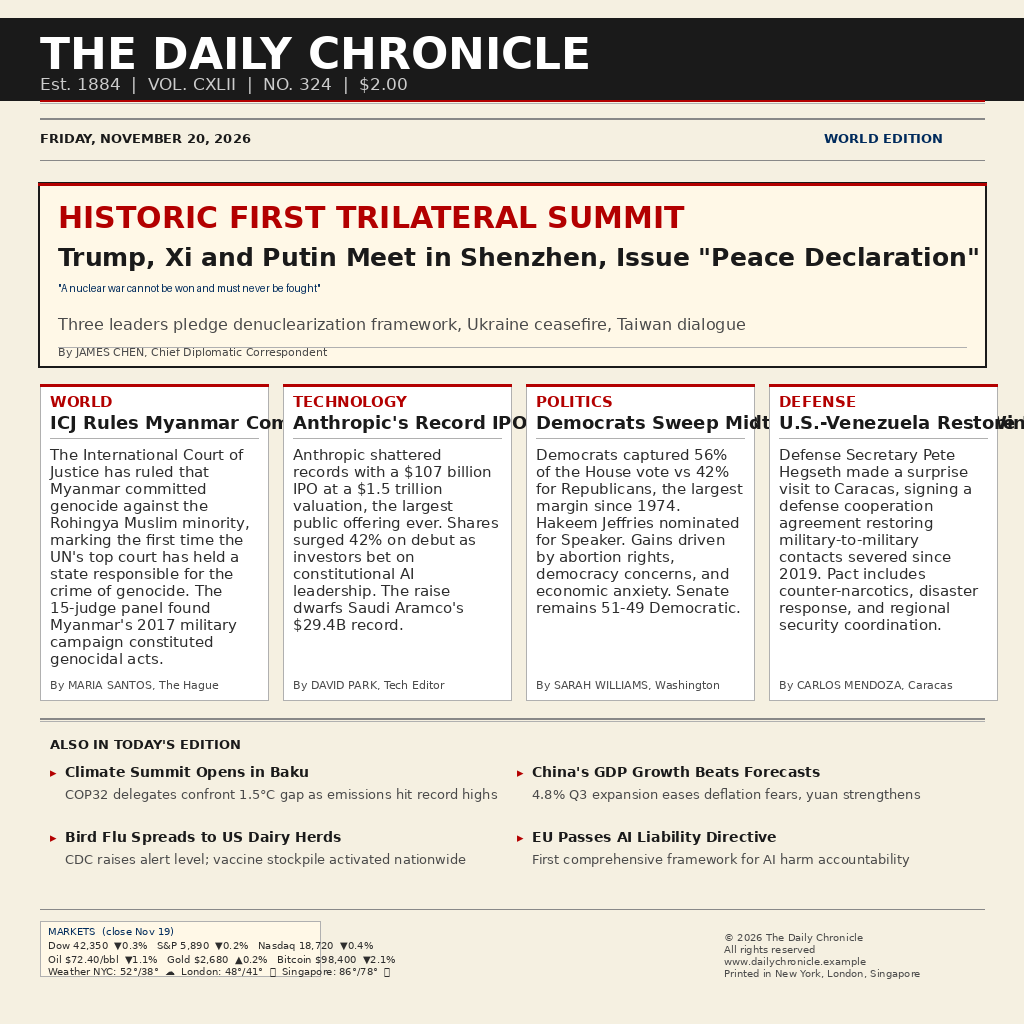 THE DAILY CHRONICLE
Est. 1884 | VOL. CXLII | NO. 324 | $2.00
FRIDAY, NOVEMBER 20, 2026
WORLD EDITION
HISTORIC FIRST TRILATERAL SUMMIT
Trump, Xi and Putin Meet in Shenzhen, Issue "Peace Declaration"
"A nuclear war cannot be won and must never be fought"
Three leaders pledge denuclearization framework, Ukraine ceasefire, Taiwan dialogue
By JAMES CHEN, Chief Diplomatic Correspondent
WORLD
ICJ Rules Myanmar Com
The International Court of
Justice has ruled that
Myanmar committed
genocide against the
Rohingya Muslim minority,
marking the first time the
UN's top court has held a
state responsible for the
crime of genocide. The
15-judge panel found
Myanmar's 2017 military
campaign constituted
genocidal acts.
By MARIA SANTOS, The Hague
TECHNOLOGY
Anthropic's Record IPO
Anthropic shattered
records with a $107 billion
IPO at a $1.5 trillion
valuation, the largest
public offering ever. Shares
surged 42% on debut as
investors bet on
constitutional AI
leadership. The raise
dwarfs Saudi Aramco's
$29.4B record.
By DAVID PARK, Tech Editor
POLITICS
Democrats Sweep Midt
Democrats captured 56%
of the House vote vs 42%
for Republicans, the largest
margin since 1974.
Hakeem Jeffries nominated
for Speaker. Gains driven
by abortion rights,
democracy concerns, and
economic anxiety. Senate
remains 51-49 Democratic.
By SARAH WILLIAMS, Washington
DEFENSE
U.S.-Venezuela Restore
Defense Secretary Pete
Hegseth made a surprise
visit to Caracas, signing a
defense cooperation
agreement restoring
military-to-military
contacts severed since
2019. Pact includes
counter-narcotics, disaster
response, and regional
security coordination.
By CARLOS MENDOZA, Caracas
ALSO IN TODAY'S EDITION
▸ Climate Summit Opens in Baku
COP32 delegates confront 1.5°C gap as emissions hit record highs
▸ China's GDP Growth Beats Forecasts
4.8% Q3 expansion eases deflation fears, yuan strengthens
▸ Bird Flu Spreads to US Dairy Herds
CDC raises alert level; vaccine stockpile activated nationwide
▸ EU Passes AI Liability Directive
First comprehensive framework for AI harm accountability
MARKETS (close Nov 19)
Dow 42,350 ▼0.3% S&P 5,890 ▼0.2% Nasdaq 18,720 ▼0.4%
Oil $72.40/bbl ▼1.1% Gold $2,680 ▲0.2% Bitcoin $98,400 ▼2.1%
Weather NYC: 52°/38° ☁ London: 48°/41° Singapore: 86°/78°
© 2026 The Daily Chronicle
All rights reserved
www.dailychronicle.example
Printed in New York, London, Singapore